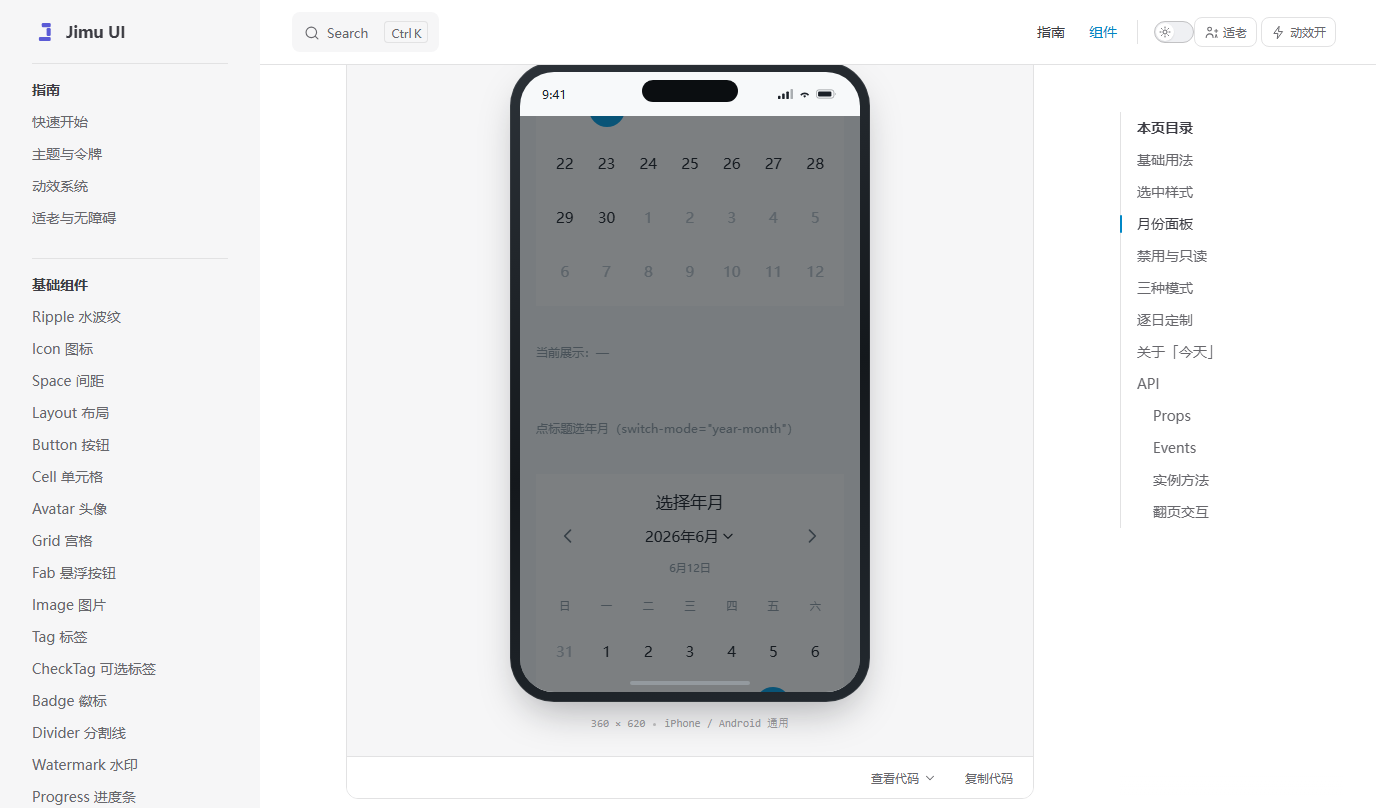 Jimu UI
Search Ctrl K
指南 组件 适老 动效开
指南
快速开始
主题与令牌
动效系统
适老与无障碍
基础组件
Ripple 水波纹
Icon 图标
Space 间距
Layout 布局
Button 按钮
Cell 单元格
Avatar 头像
Grid 宫格
Fab 悬浮按钮
Image 图片
Tag 标签
CheckTag 可选标签
Badge 徽标
Divider 分割线
Watermark 水印
Progress 进度条
9:41
22 23 24 25 26 27 28
29 30 1 2 3 4 5
6 7 8 9 10 11 12
当前展示：—
点标题选年月（switch-mode="year-month"）
选择年月
2026年6月
6月12日
日 一 二 三 四 五 六
31 1 2 3 4 5 6
360 × 620 · iPhone / Android 通用
查看代码 复制代码
本页目录
基础用法
选中样式
月份面板
禁用与只读
三种模式
逐日定制
关于「今天」
API
Props
Events
实例方法
翻页交互